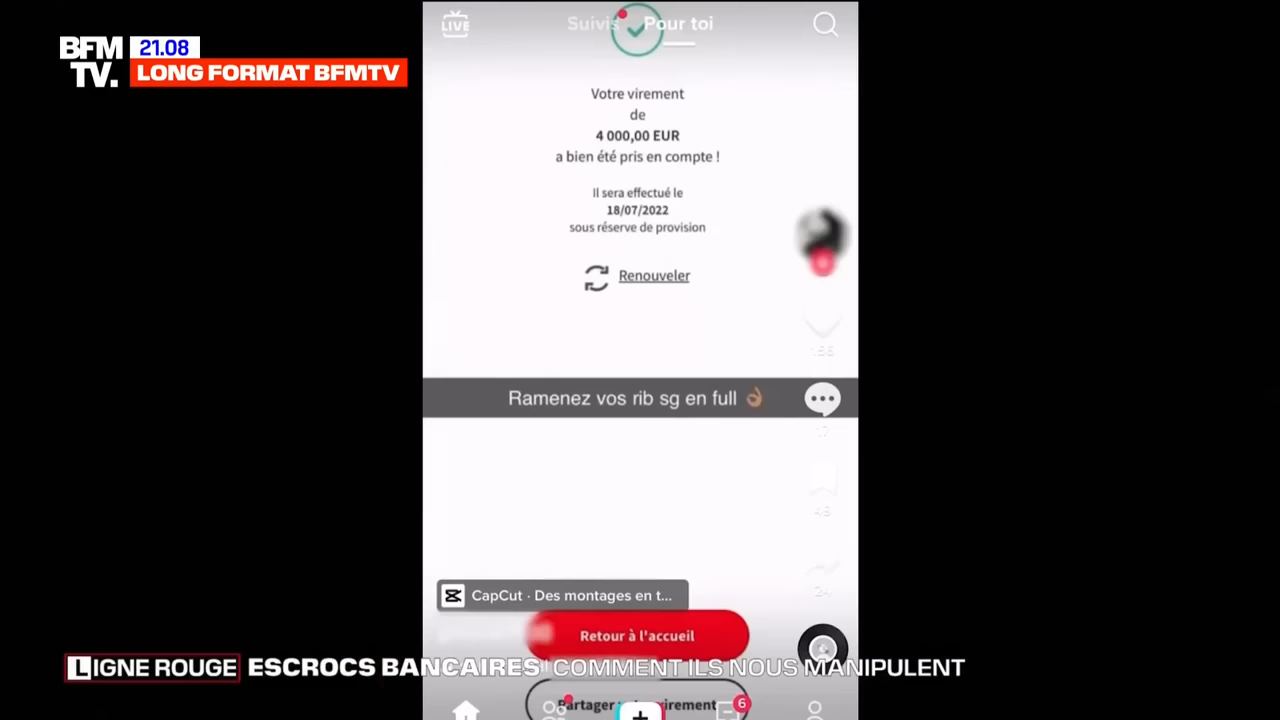 BFM
TV.
21.08
LONG FORMAT BFMTV
LIVE
Suivis
Pour toi
Votre virement
de
4 000,00 EUR
a bien été pris en compte !
Il sera effectué le
18/07/2022
sous réserve de provision
Renouveler
Ramenez vos rib sg en full 👌🏽
CapCut · Des montages en t...
Retour à l'accueil
LIGNE ROUGE ESCROCS BANCAIRES COMMENT ILS NOUS MANIPULENT
Partager
6